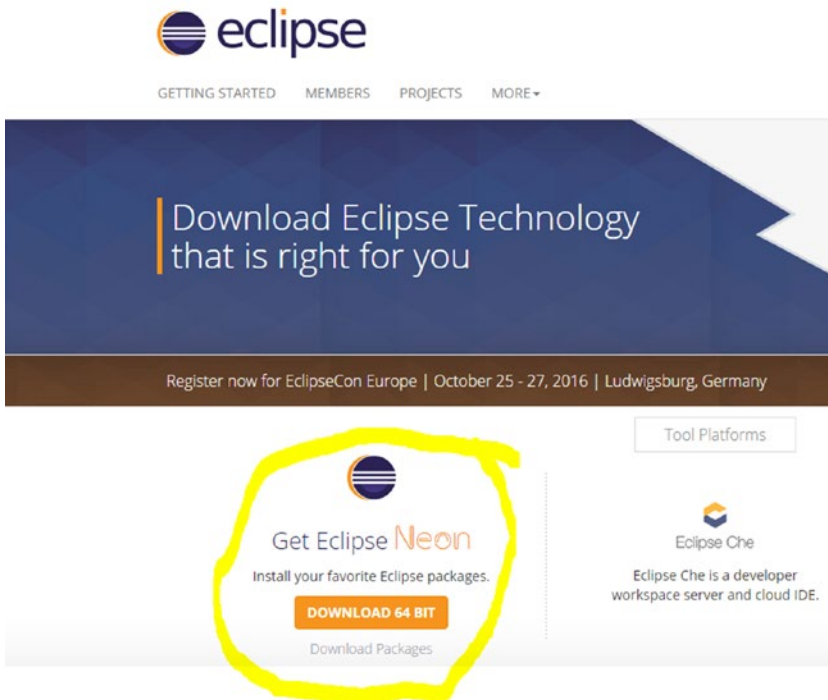 eclipse
GETTING STARTED MEMBERS PROJECTS MORE
Download Eclipse Technology
that is right for you
Register now for EclipseCon Europe | October 25 - 27, 2016 | Ludwigsburg, Germany
Tool Platforms
Get Eclipse Neon
Install your favorite Eclipse packages.
DOWNLOAD 64 BIT
Download Packages
Eclipse Che
Eclipse Che is a developer
workspace server and cloud IDE.